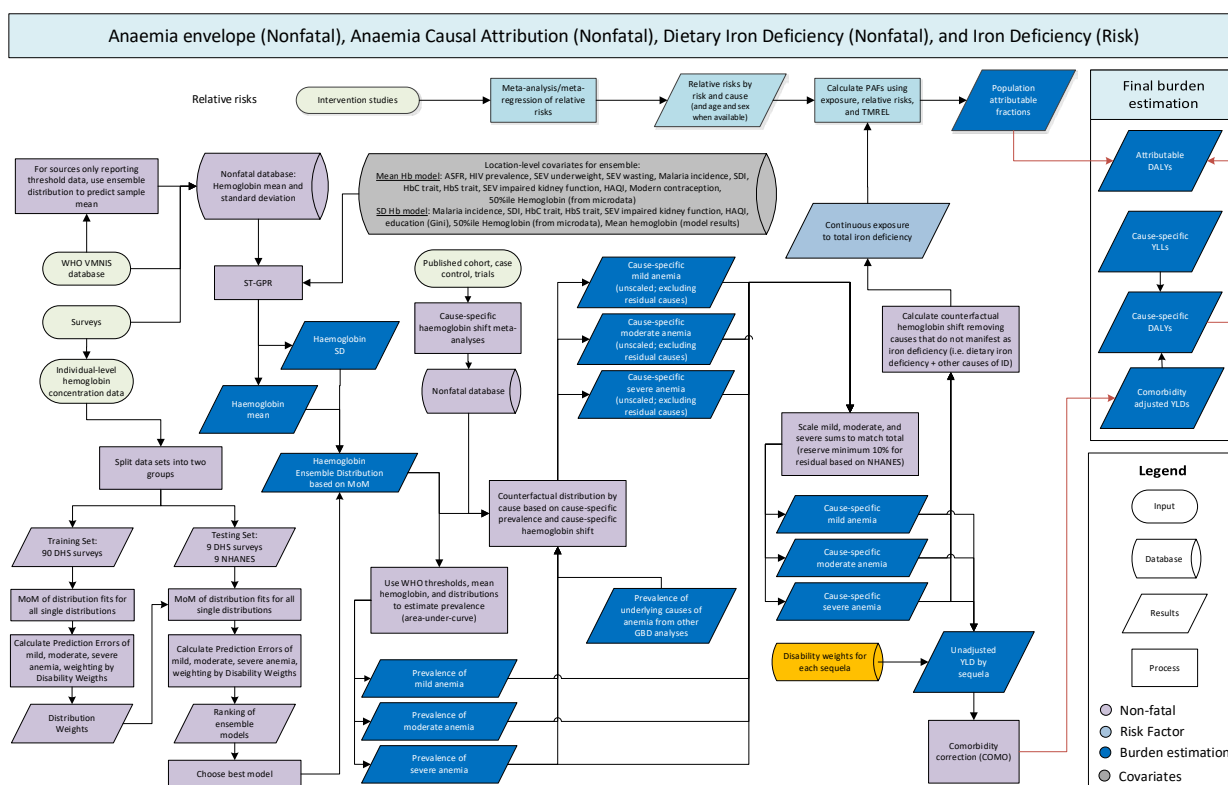 Anaemia envelope (Nonfatal), Anaemia Causal Attribution (Nonfatal), Dietary Iron Deficiency (Nonfatal), and Iron Deficiency (Risk)
Relative risks
Intervention studies
Meta-analysis/meta-
regression of relative
risks
Relative risks by
risk and cause
(and age and sex
when available)
Calculate PAFs using
exposure, relative risks,
and TMREL
Population
attributable
fractions
Final burden
estimation
Attributable
DALYs
Cause-specific
YLLs
Cause-specific
DALYs
Comorbidity
adjusted YLDs
For sources only reporting
threshold data, use ensemble
distribution to predict sample
mean
Nonfatal database:
Hemoglobin mean and
standard deviation
Location-level covariates for ensemble:
Mean Hb model: ASFR, HIV prevalence, SEV underweight, SEV wasting, Malaria incidence, SDI,
HbC trait, HbS trait, SEV impaired kidney function, HAQI, Modern contraception,
50%ile Hemoglobin (from microdata)
SD Hb model: Malaria incidence, SDI, HbC trait, HbS trait, SEV impaired kidney function, HAQI,
education (Gini), 50%ile Hemoglobin (from microdata), Mean hemoglobin (model results)
Continuous exposure
to total iron deficiency
WHO VMNIS
database
ST-GPR
Surveys
Individual-level
hemoglobin
concentration data
Haemoglobin
SD
Haemoglobin
mean
Published cohort, case
control, trials
Cause-specific
haemoglobin shift meta-
analyses
Nonfatal database
Cause-specific
mild anemia
(unscaled; excluding
residual causes)
Cause-specific
moderate anemia
(unscaled; excluding
residual causes)
Cause-specific
severe anemia
(unscaled; excluding
residual causes)
Calculate counterfactual
hemoglobin shift removing
causes that do not manifest as
iron deficiency (i.e. dietary iron
deficiency + other causes of ID)
Scale mild, moderate, and
severe sums to match total
(reserve minimum 10% for
residual based on NHANES)
Split data sets into two
groups
Haemoglobin
Ensemble Distribution
based on MoM
Counterfactual distribution by
cause based on cause-specific
prevalence and cause-specific
haemoglobin shift
Training Set:
90 DHS surveys
Testing Set:
9 DHS surveys
9 NHANES
MoM of distribution fits for
all single distributions
MoM of distribution fits for
all single distributions
Calculate Prediction Errors of
mild, moderate, severe
anemia, weighting by
Disability Weigths
Calculate Prediction Errors of
mild, moderate, severe anemia,
weighting by Disability Weigths
Distribution
Weights
Ranking of
ensemble
models
Choose best model
Use WHO thresholds, mean
hemoglobin, and distributions
to estimate prevalence
(area-under-curve)
Prevalence of
underlying causes of
anemia from other
GBD analyses
Prevalence of
mild anemia
Prevalence of
moderate anemia
Prevalence of
severe anemia
Cause-specific
mild anemia
Cause-specific
moderate anemia
Cause-specific
severe anemia
Disability weights for
each sequela
Unadjusted
YLD by
sequela
Comorbidity
correction (COMO)
Legend
Input
Database
Results
Process
Non-fatal
Risk Factor
Burden estimation
Covariates